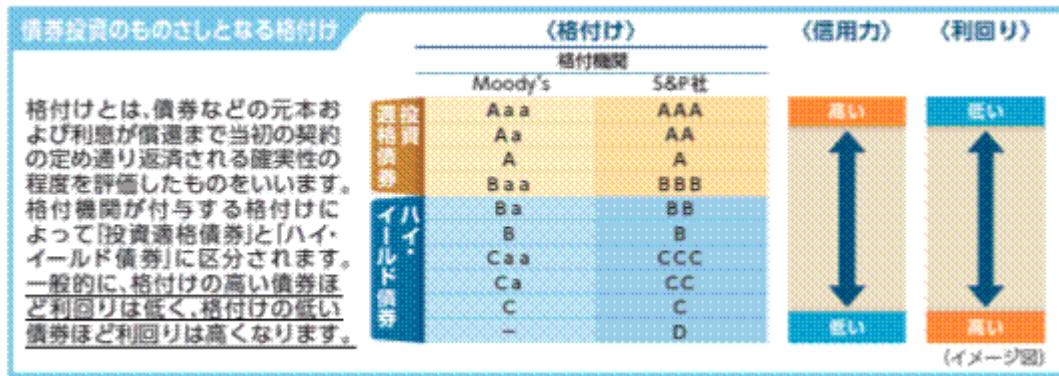 債券投資のものさしとなる格付け
格付けとは、債券などの元本お
よび利息が償還まで当初の契約
の定め通り返済される確実性の
程度を評価したものをいいます。
格付機関が付与する格付けに
よって「投資適格債券」と「ハイ・
イールド債券」に区分されます。
一般的に、格付けの高い債券ほ
ど利回りは低く、格付けの低い
債券ほど利回りは高くなります。
〈格付け〉
格付機関
Moody's S&P社
投資適格債券
Aaa AAA
Aa AA
A A
Baa BBB
ハイ・イールド債券
Ba BB
B B
Caa CCC
Ca CC
C C
– D
〈信用力〉
高い
低い
〈利回り〉
低い
高い
(イメージ図)